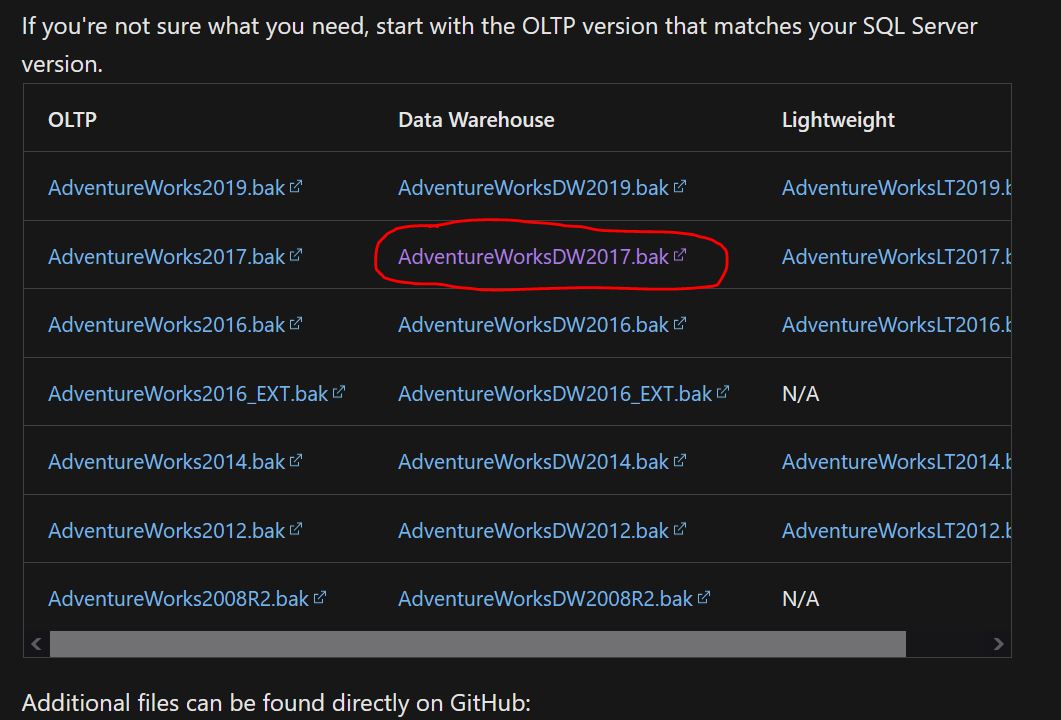 If you're not sure what you need, start with the OLTP version that matches your SQL Server
version.
OLTP Data Warehouse Lightweight
AdventureWorks2019.bak AdventureWorksDW2019.bak AdventureWorksLT2019.b
AdventureWorks2017.bak AdventureWorksDW2017.bak AdventureWorksLT2017.b
AdventureWorks2016.bak AdventureWorksDW2016.bak AdventureWorksLT2016.b
AdventureWorks2016_EXT.bak AdventureWorksDW2016_EXT.bak N/A
AdventureWorks2014.bak AdventureWorksDW2014.bak AdventureWorksLT2014.b
AdventureWorks2012.bak AdventureWorksDW2012.bak AdventureWorksLT2012.b
AdventureWorks2008R2.bak AdventureWorksDW2008R2.bak N/A
Additional files can be found directly on GitHub: